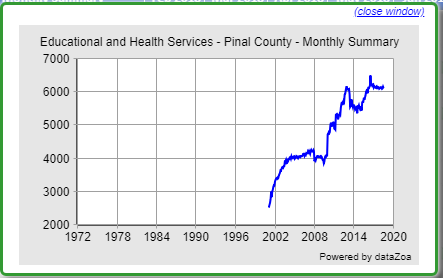 (close window)
Educational and Health Services - Pinal County - Monthly Summary
7000
6000
5000
4000
3000
2000
1972 1978 1984 1990 1996 2002 2008 2014 2020
Powered by dataZoa